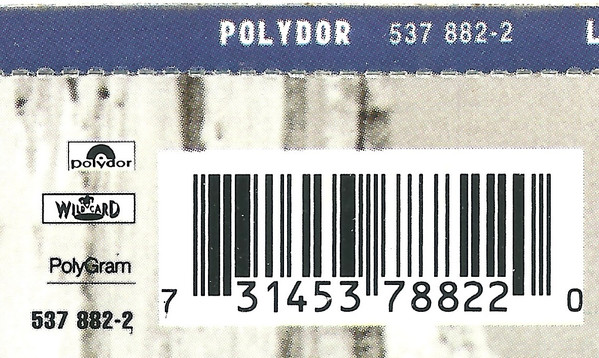 POLYDOR 537 882-2 L
polydor
WILDCARD
PolyGram
537 882-2
7 31453 78822 0